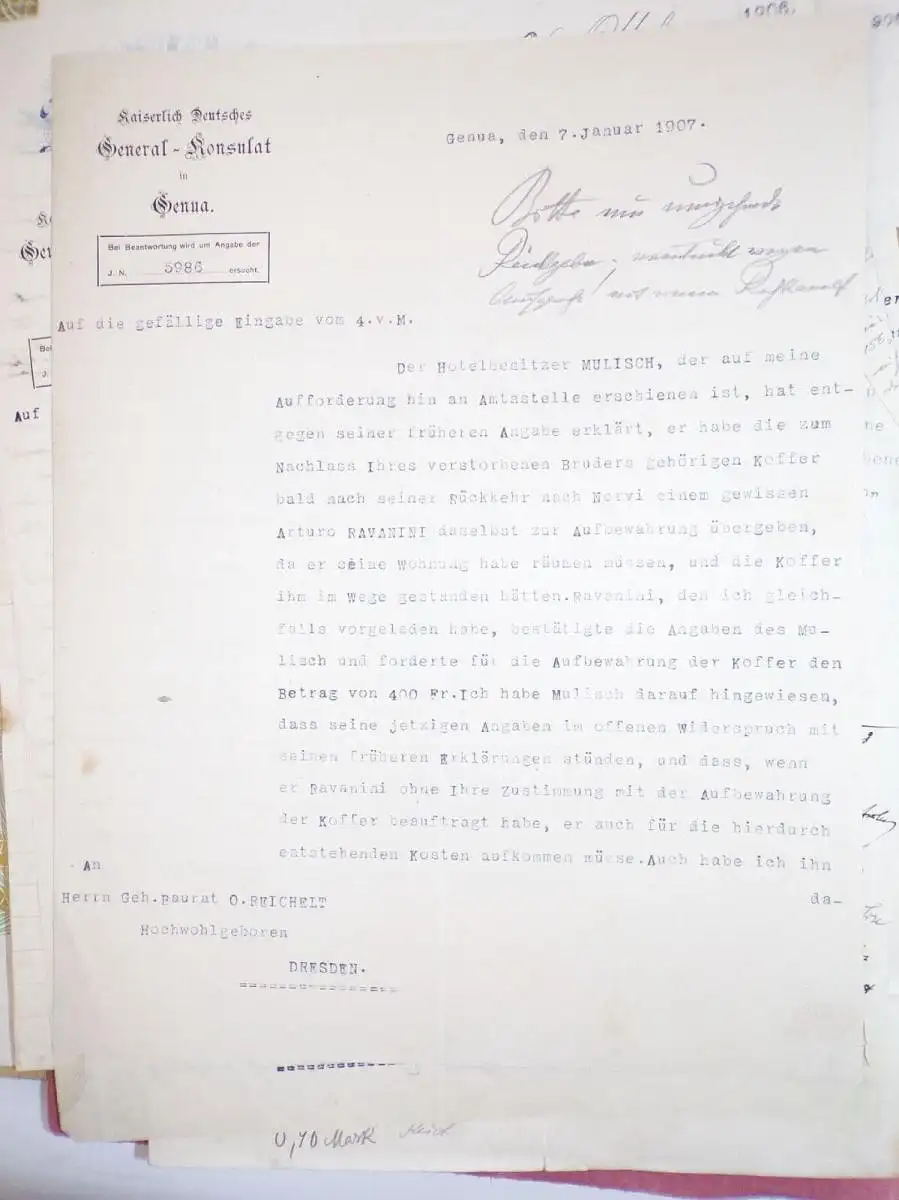 1906.
Kaiserlich Deutsches
General-Konsulat
in
Genua.
Genua, den 7.Januar 1907.
Bei Beantwortung wird um Angabe der
J. N. 5986 ersucht.
Bitte um umgehende
Auf die gefällige Eingabe vom 4.v.M.
Der Hotelbesitzer MULISCH, der auf meine
Aufforderung hin an Amtsstelle erschienen ist, hat ent-
gegen seiner früheren Angabe erklärt, er habe die zum
Nachlass Ihres verstorbenen Bruders gehörigen Koffer
bald nach seiner Rückkehr nach Nervi einem gewissen
Arturo RAVANINI daselbst zur Aufbewahrung übergeben,
da er seine Wohnung habe räumen müssen, und die Koffer
ihm im Wege gestanden hätten.Ravanini, den ich gleich-
falls vorgeladen habe, bestätigte die Angaben des Mu-
lisch und forderte für die Aufbewahrung der Koffer den
Betrag von 400 Fr.Ich habe Mulisch darauf hingewiesen,
dass seine jetzigen Angaben im offenen Widerspruch mit
seinen früheren Erklärungen stünden, und dass, wenn
er Ravanini ohne Ihre Zustimmung mit der Aufbewahrung
der Koffer beauftragt habe, er auch für die hierdurch
entstehenden Kosten aufkommen müsse.Auch habe ich ihn
da-
An
Herrn Geh.paurat O.REICHELT
Hochwohlgeboren
DRESDEN.
0,10 Mark
Auf